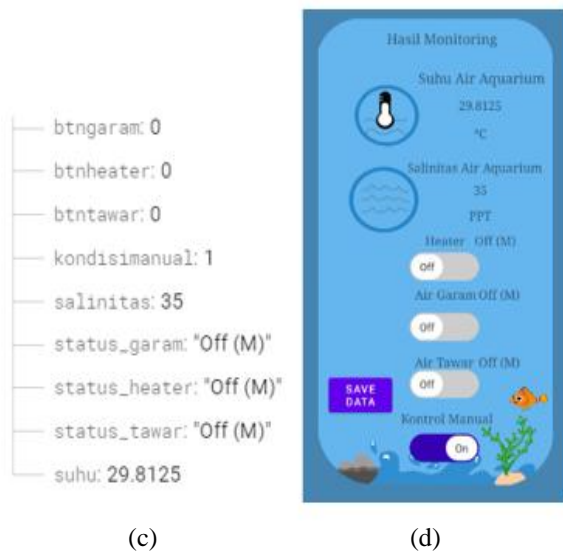 btngaram: 0
btnheater: 0
btntawar: 0
kondisimanual: 1
salinitas: 35
status_garam: "Off (M)"
status_heater: "Off (M)"
status_tawar: "Off (M)"
suhu: 29.8125
(c)
Hasil Monitoring
Suhu Air Aquarium
29.8125
°C
Salinitas Air Aquarium
35
PPT
Heater Off (M)
Off
Air Garam Off (M)
Off
Air Tawar Off (M)
Off
SAVE
DATA
Kontrol Manual
On
(d)